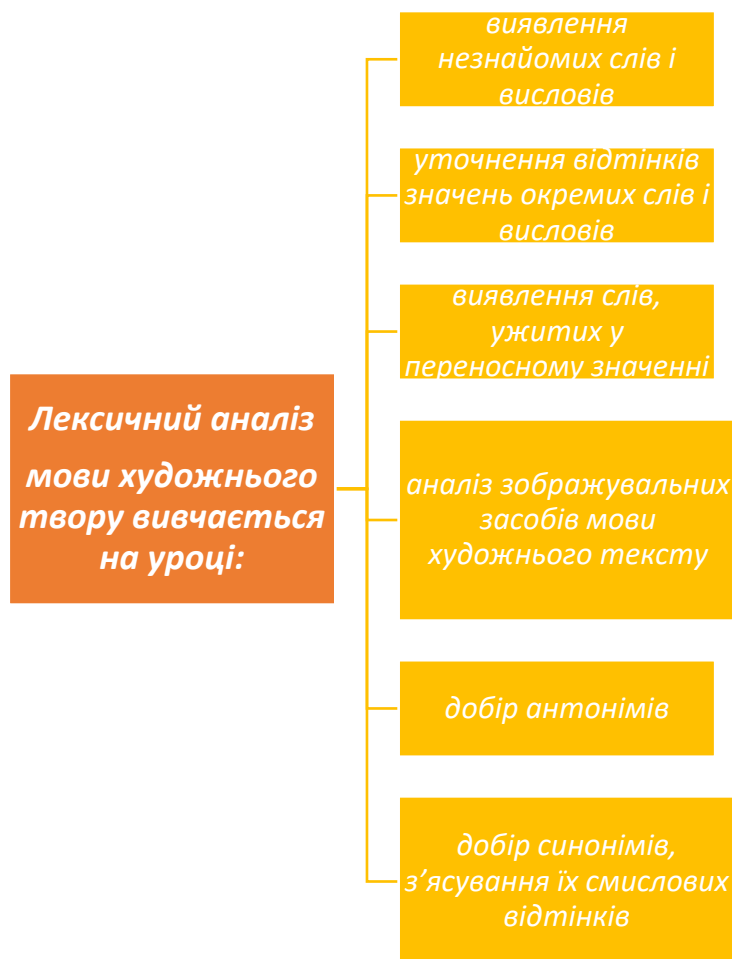 виявлення
незнайомих слів і
висловів
уточнення відтінків
значень окремих слів і
висловів
виявлення слів,
ужитих у
переносному значенні
Лексичний аналіз
мови художнього
твору вивчається
на уроці:
аналіз зображувальних
засобів мови
художнього тексту
добір антонімів
добір синонімів,
з’ясування їх смислових
відтінків